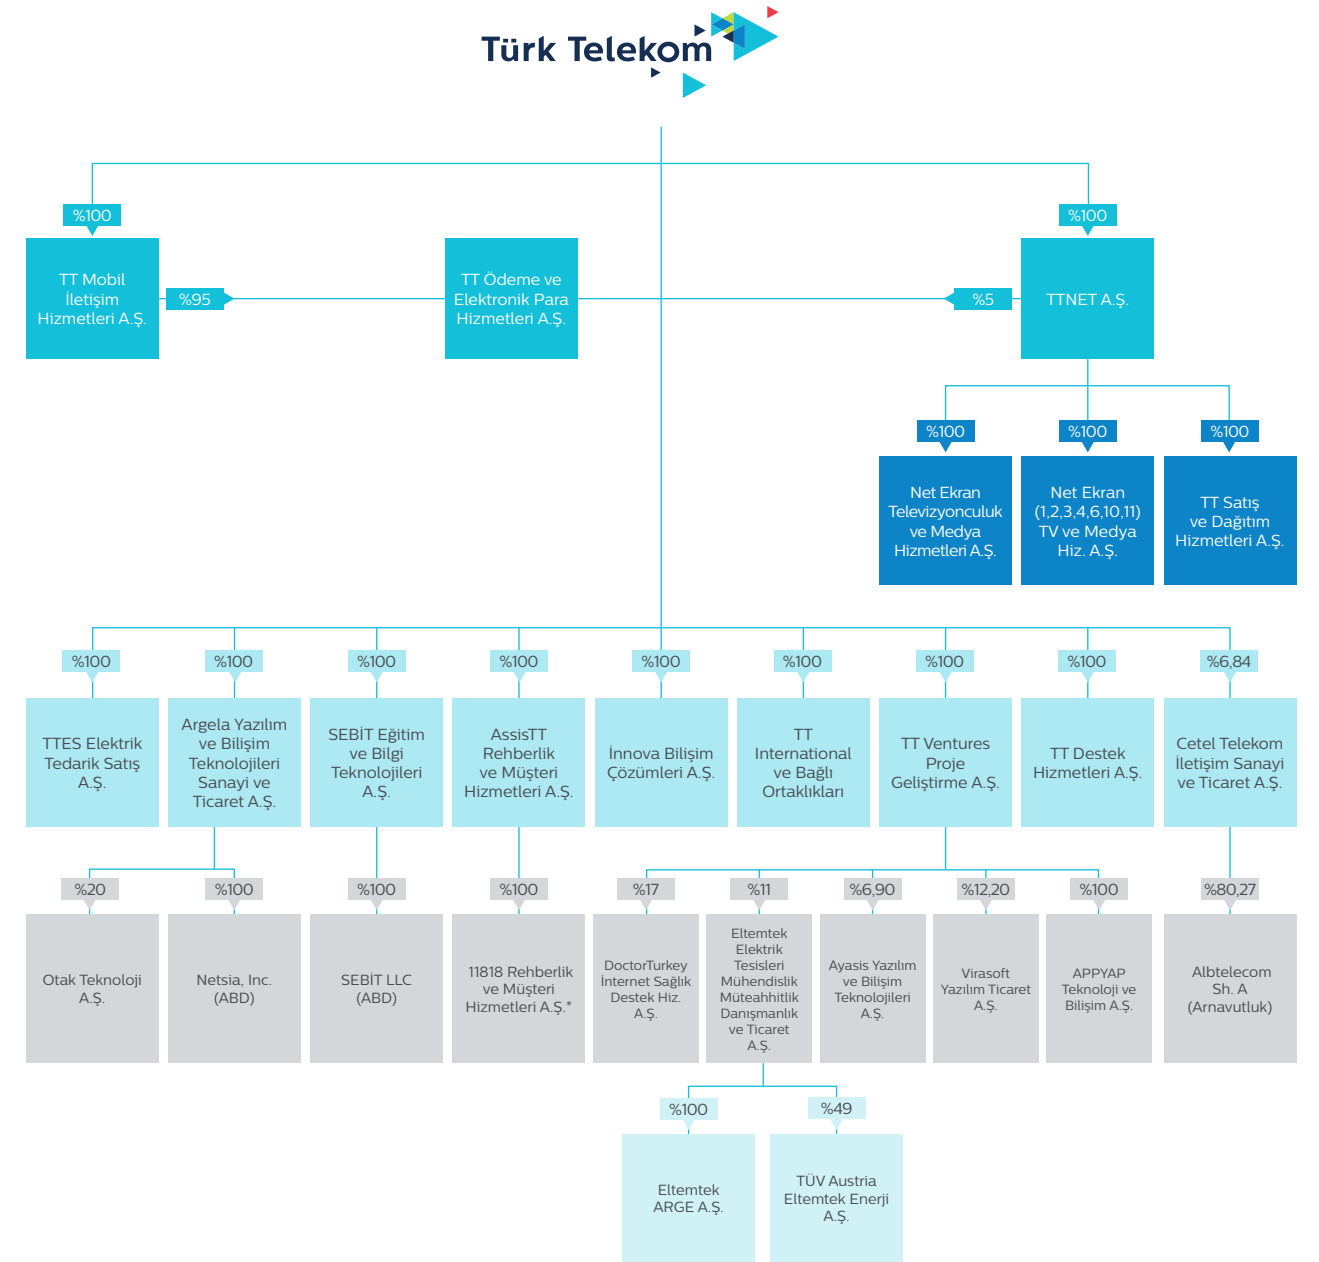 Türk Telekom
%100
%100
TT Mobil
İletişim
Hizmetleri A.Ş.
%95
TT Ödeme ve
Elektronik Para
Hizmetleri A.Ş.
%5
TTNET A.Ş.
%100
%100
%100
Net Ekran
Televizyonculuk
ve Medya
Hizmetleri A.Ş.
Net Ekran
(1,2,3,4,6,10,11)
TV ve Medya
Hiz. A.Ş.
TT Satış
ve Dağıtım
Hizmetleri A.Ş.
%100
%100
%100
%100
%100
%100
%100
%100
%6,84
TTES Elektrik
Tedarik Satış
A.Ş.
Argela Yazılım
ve Bilişim
Teknolojileri
Sanayi ve
Ticaret A.Ş.
SEBİT Eğitim
ve Bilgi
Teknolojileri
A.Ş.
AssisTT
Rehberlik
ve Müşteri
Hizmetleri A.Ş.
İnnova Bilişim
Çözümleri A.Ş.
TT
International
ve Bağlı
Ortaklıkları
TT Ventures
Proje
Geliştirme A.Ş.
TT Destek
Hizmetleri A.Ş.
Cetel Telekom
İletişim Sanayi
ve Ticaret A.Ş.
%20
%100
%100
%100
%17
%11
%6,90
%12,20
%100
%80,27
Otak Teknoloji
A.Ş.
Netsia, Inc.
(ABD)
SEBİT LLC
(ABD)
11818 Rehberlik
ve Müşteri
Hizmetleri A.Ş.*
DoctorTurkey
İnternet Sağlık
Destek Hiz.
A.Ş.
Eltemtek
Elektrik
Tesisleri
Mühendislik
Müteahhitlik
Danışmanlık
ve Ticaret
A.Ş.
Ayasis Yazılım
ve Bilişim
Teknolojileri
A.Ş.
Virasoft
Yazılım Ticaret
A.Ş.
APPYAP
Teknoloji ve
Bilişim A.Ş.
Albtelecom
Sh. A
(Arnavutluk)
%100
%49
Eltemtek
ARGE A.Ş.
TÜV Austria
Eltemtek Enerji
A.Ş.